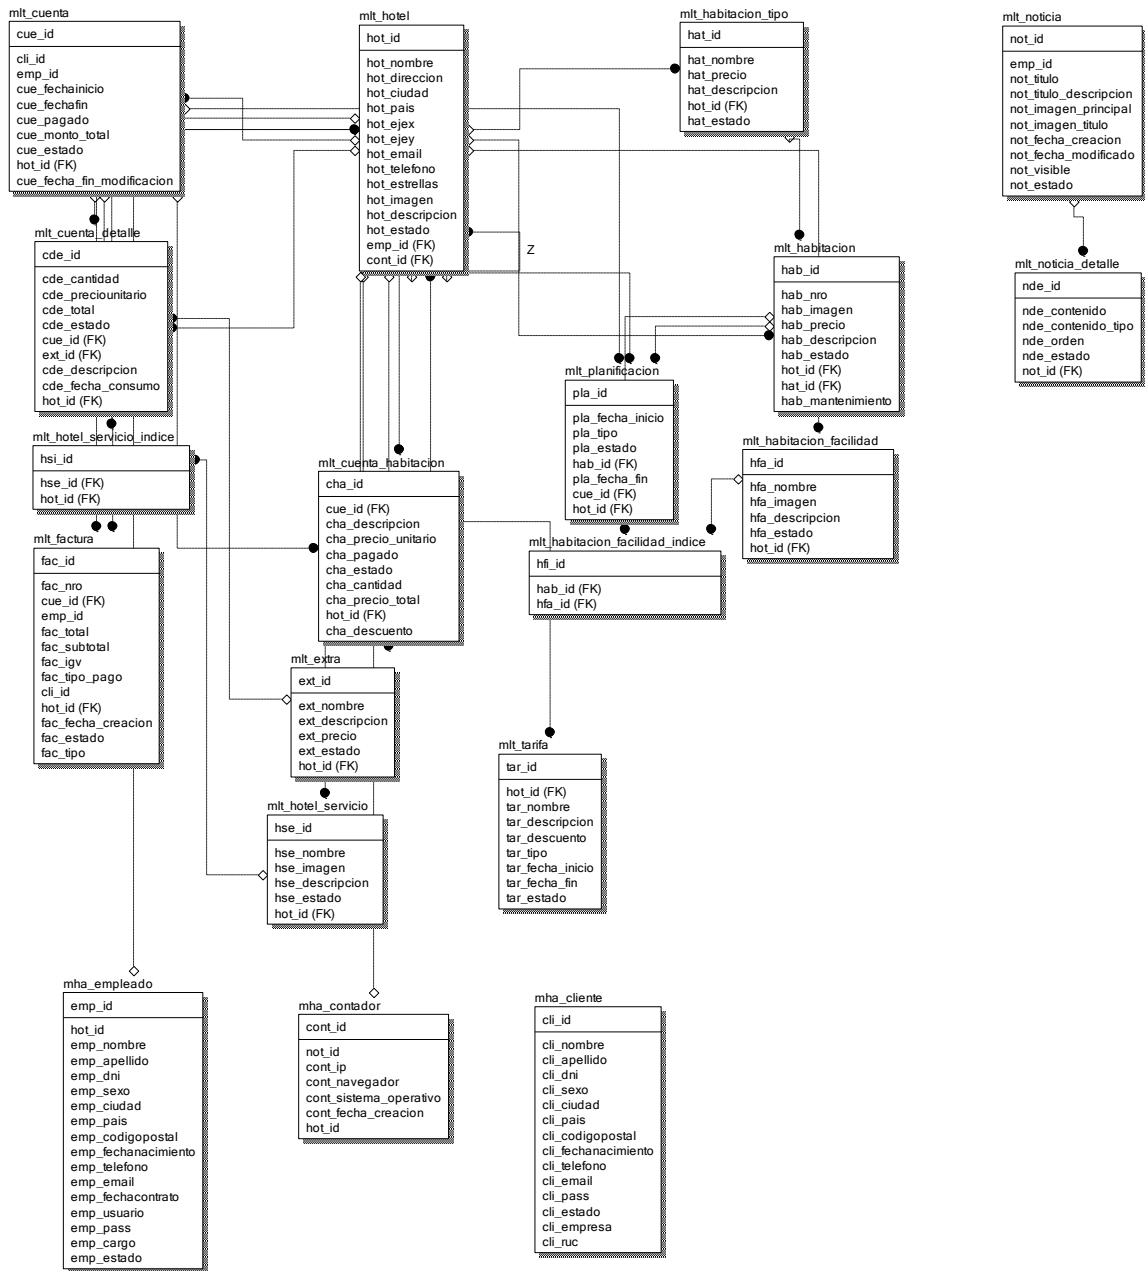 mlt_cuenta
cue_id
cli_id
emp_id
cue_fechainicio
cue_fechafin
cue_pagado
cue_monto_total
cue_estado
hot_id (FK)
cue_fecha_fin_modificacion
mlt_hotel
hot_id
hot_nombre
hot_direccion
hot_ciudad
hot_pais
hot_ejex
hot_ejey
hot_email
hot_telefono
hot_estrellas
hot_imagen
hot_descripcion
hot_estado
emp_id (FK)
cont_id (FK)
Z
mlt_habitacion_tipo
hat_id
hat_nombre
hat_precio
hat_descripcion
hot_id (FK)
hat_estado
mlt_noticia
not_id
emp_id
not_titulo
not_titulo_descripcion
not_imagen_principal
not_imagen_titulo
not_fecha_creacion
not_fecha_modificado
not_visible
not_estado
mlt_cuenta_detalle
cde_id
cde_cantidad
cde_preciounitario
cde_total
cde_estado
cue_id (FK)
ext_id (FK)
cde_descripcion
cde_fecha_consumo
hot_id (FK)
mlt_habitacion
hab_id
hab_nro
hab_imagen
hab_precio
hab_descripcion
hab_estado
hot_id (FK)
hat_id (FK)
hab_mantenimiento
mlt_noticia_detalle
nde_id
nde_contenido
nde_contenido_tipo
nde_orden
nde_estado
not_id (FK)
mlt_planificacion
pla_id
pla_fecha_inicio
pla_tipo
pla_estado
hab_id (FK)
pla_fecha_fin
cue_id (FK)
hot_id (FK)
mlt_hotel_servicio_indice
hsi_id
hse_id (FK)
hot_id (FK)
mlt_cuenta_habitacion
cha_id
cue_id (FK)
cha_descripcion
cha_precio_unitario
cha_pagado
cha_estado
cha_cantidad
cha_precio_total
hot_id (FK)
cha_descuento
mlt_habitacion_facilidad
hfa_id
hfa_nombre
hfa_imagen
hfa_descripcion
hfa_estado
hot_id (FK)
mlt_factura
fac_id
fac_nro
cue_id (FK)
emp_id
fac_total
fac_subtotal
fac_igv
fac_tipo_pago
cli_id
hot_id (FK)
fac_fecha_creacion
fac_estado
fac_tipo
mlt_habitacion_facilidad_indice
hfi_id
hab_id (FK)
hfa_id (FK)
mlt_extra
ext_id
ext_nombre
ext_descripcion
ext_precio
ext_estado
hot_id (FK)
mlt_tarifa
tar_id
hot_id (FK)
tar_nombre
tar_descripcion
tar_descuento
tar_tipo
tar_fecha_inicio
tar_fecha_fin
tar_estado
mlt_hotel_servicio
hse_id
hse_nombre
hse_imagen
hse_descripcion
hse_estado
hot_id (FK)
mha_empleado
emp_id
hot_id
emp_nombre
emp_apellido
emp_dni
emp_sexo
emp_ciudad
emp_pais
emp_codigopostal
emp_fechanacimiento
emp_telefono
emp_email
emp_fechacontrato
emp_usuario
emp_pass
emp_cargo
emp_estado
mha_contador
cont_id
not_id
cont_ip
cont_navegador
cont_sistema_operativo
cont_fecha_creacion
hot_id
mha_cliente
cli_id
cli_nombre
cli_apellido
cli_dni
cli_sexo
cli_ciudad
cli_pais
cli_codigopostal
cli_fechanacimiento
cli_telefono
cli_email
cli_pass
cli_estado
cli_empresa
cli_ruc